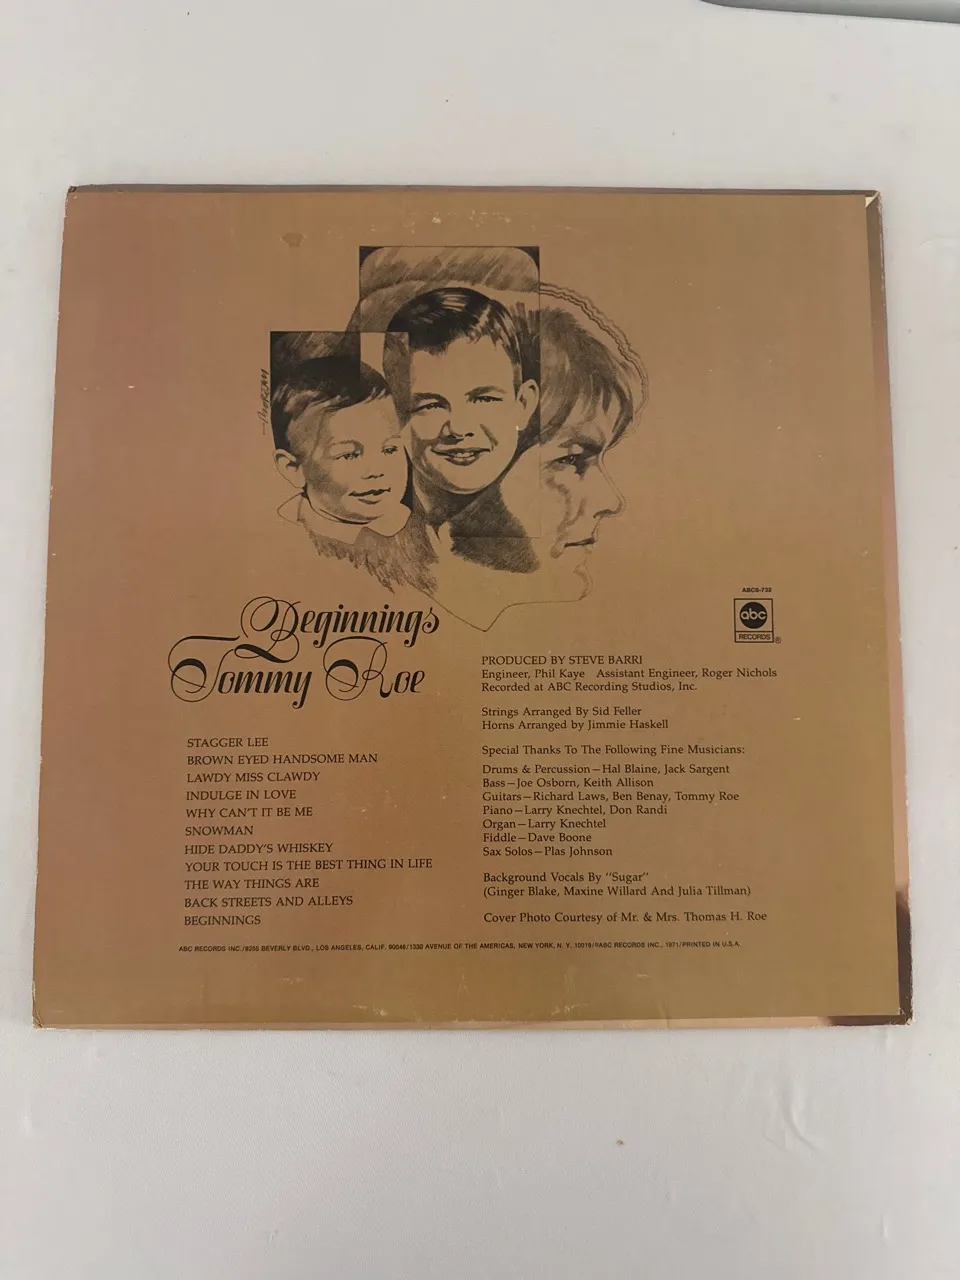 ABCS-732
abc
RECORDS
®
Beginnings
Tommy Roe
STAGGER LEE
BROWN EYED HANDSOME MAN
LAWDY MISS CLAWDY
INDULGE IN LOVE
WHY CAN'T IT BE ME
SNOWMAN
HIDE DADDY'S WHISKEY
YOUR TOUCH IS THE BEST THING IN LIFE
THE WAY THINGS ARE
BACK STREETS AND ALLEYS
BEGINNINGS
PRODUCED BY STEVE BARRI
Engineer, Phil Kaye Assistant Engineer, Roger Nichols
Recorded at ABC Recording Studios, Inc.
Strings Arranged By Sid Feller
Horns Arranged by Jimmie Haskell
Special Thanks To The Following Fine Musicians:
Drums & Percussion—Hal Blaine, Jack Sargent
Bass—Joe Osborn, Keith Allison
Guitars—Richard Laws, Ben Benay, Tommy Roe
Piano—Larry Knechtel, Don Randi
Organ—Larry Knechtel
Fiddle—Dave Boone
Sax Solos—Plas Johnson
Background Vocals By "Sugar"
(Ginger Blake, Maxine Willard And Julia Tillman)
Cover Photo Courtesy of Mr. & Mrs. Thomas H. Roe
ABC RECORDS INC./8255 BEVERLY BLVD., LOS ANGELES, CALIF. 90048/1330 AVENUE OF THE AMERICAS, NEW YORK, N. Y. 10019/℗ABC RECORDS INC., 1971/PRINTED IN U.S.A.